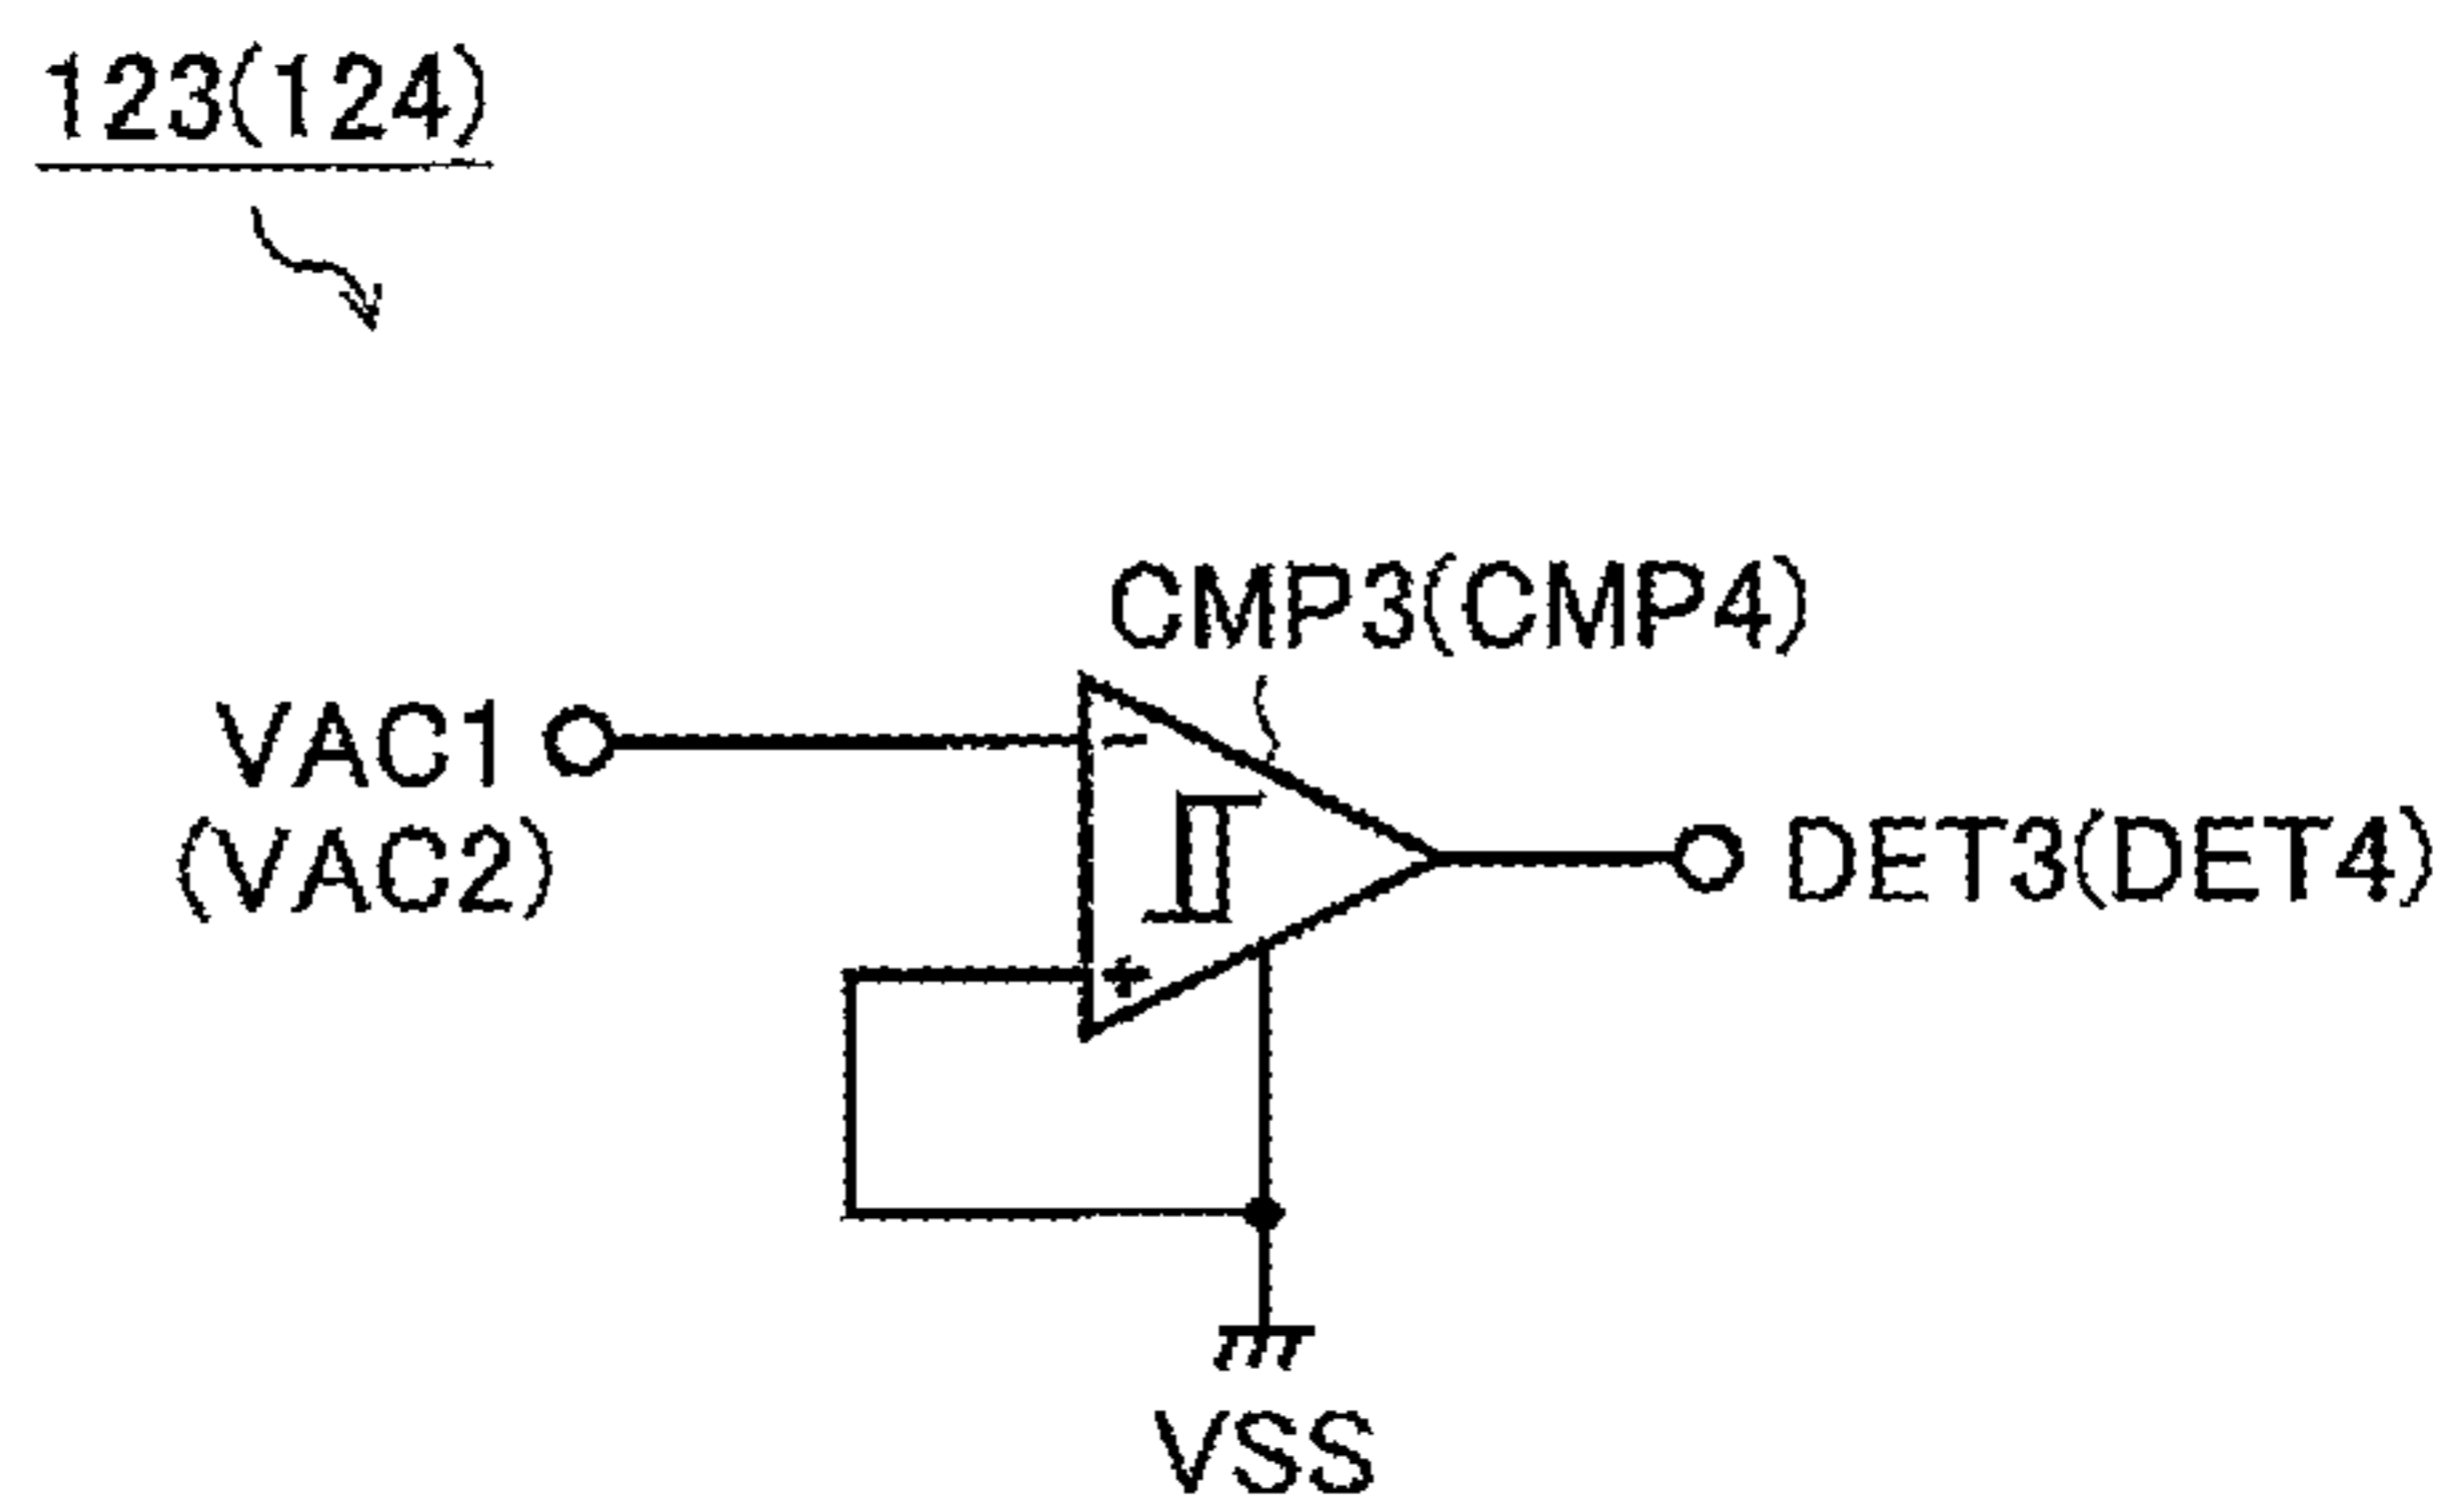 123(124)
CMP3(CMP4)
VAC1
(VAC2)
DET3(DET4)
−
+
VSS